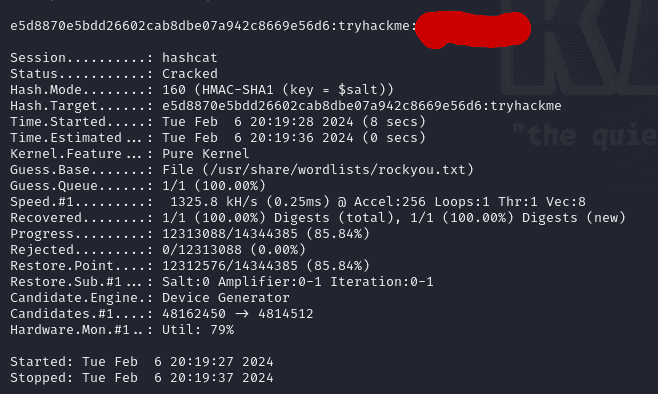 e5d8870e5bdd26602cab8dbe07a942c8669e56d6:tryhackme:
Session..........: hashcat
Status...........: Cracked
Hash.Mode........: 160 (HMAC-SHA1 (key = $salt))
Hash.Target......: e5d8870e5bdd26602cab8dbe07a942c8669e56d6:tryhackme
Time.Started.....: Tue Feb  6 20:19:28 2024 (8 secs)
Time.Estimated...: Tue Feb  6 20:19:36 2024 (0 secs)
Kernel.Feature...: Pure Kernel
Guess.Base.......: File (/usr/share/wordlists/rockyou.txt)
Guess.Queue......: 1/1 (100.00%)
Speed.#1.........:  1325.8 kH/s (0.25ms) @ Accel:256 Loops:1 Thr:1 Vec:8
Recovered........: 1/1 (100.00%) Digests (total), 1/1 (100.00%) Digests (new)
Progress.........: 12313088/14344385 (85.84%)
Rejected.........: 0/12313088 (0.00%)
Restore.Point....: 12312576/14344385 (85.84%)
Restore.Sub.#1...: Salt:0 Amplifier:0-1 Iteration:0-1
Candidate.Engine.: Device Generator
Candidates.#1....: 48162450 -> 4814512
Hardware.Mon.#1..: Util: 79%
Started: Tue Feb  6 20:19:27 2024
Stopped: Tue Feb  6 20:19:37 2024
"the quie